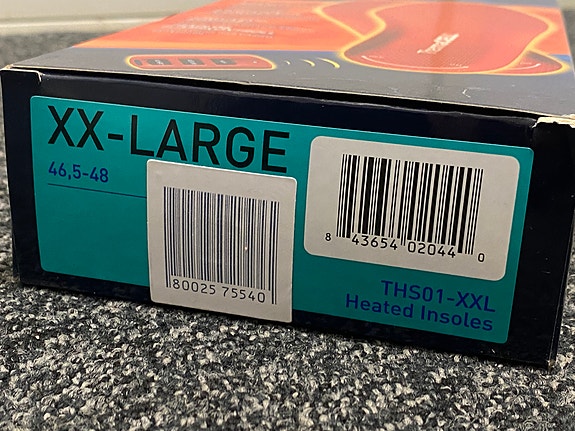 XX-LARGE
46,5-48
80025 75540
8 43654 02044 0
THS01-XXL
Heated Insoles